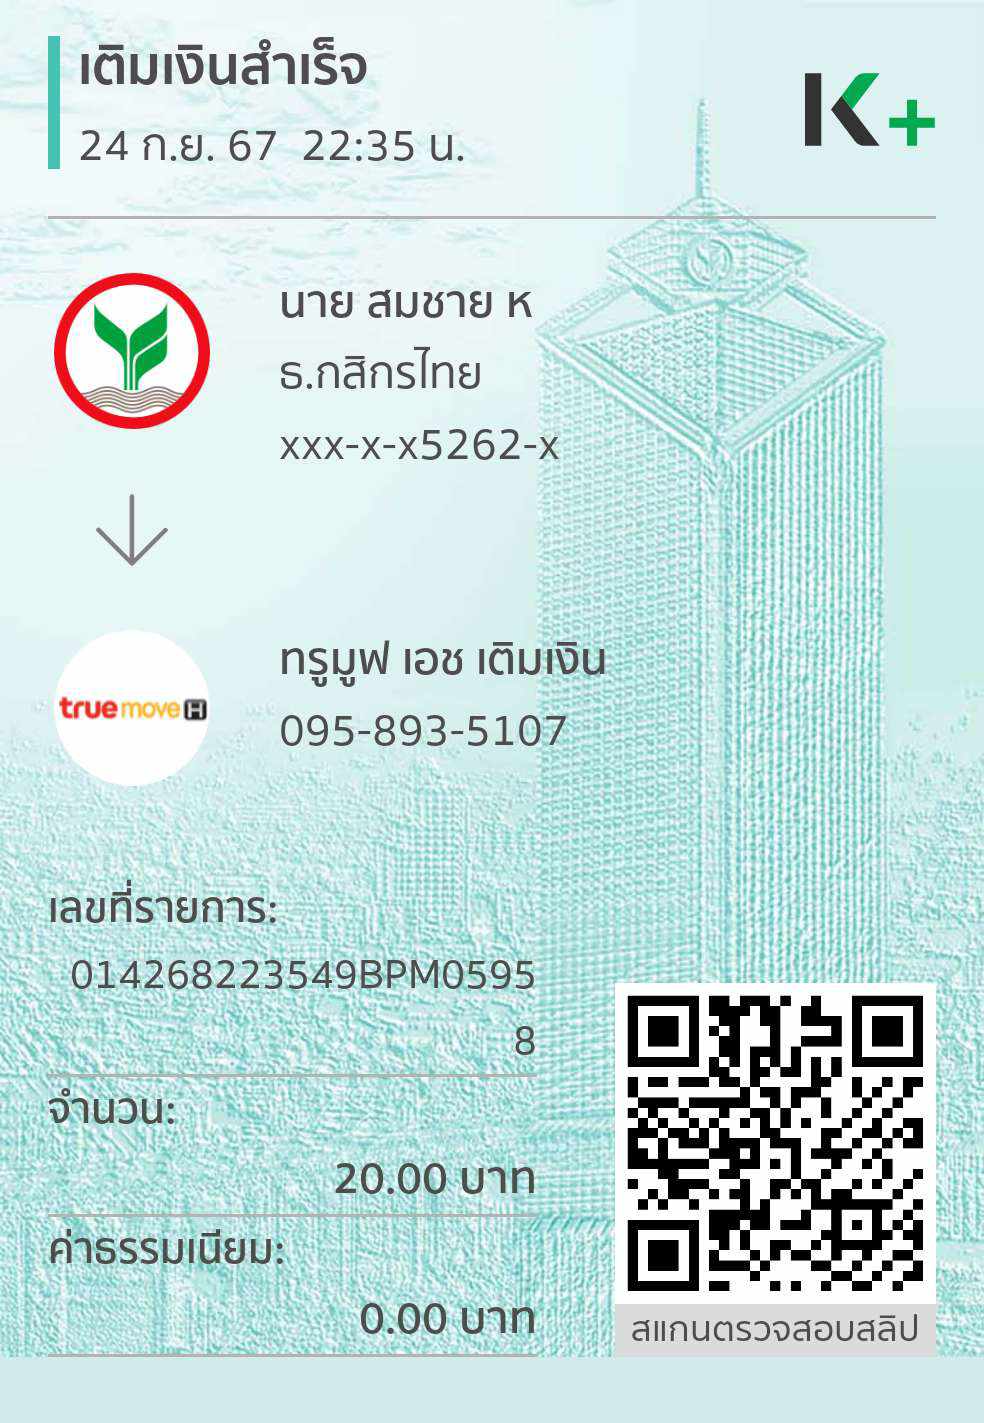 เติมเงินสำเร็จ
24 ก.ย. 67  22:35 น.
K+
นาย สมชาย ห
ธ.กสิกรไทย
xxx-x-x5262-x
true move H
ทรูมูฟ เอช เติมเงิน
095-893-5107
เลขที่รายการ:
014268223549BPM0595
8
จำนวน:
20.00 บาท
ค่าธรรมเนียม:
0.00 บาท
สแกนตรวจสอบสลิป